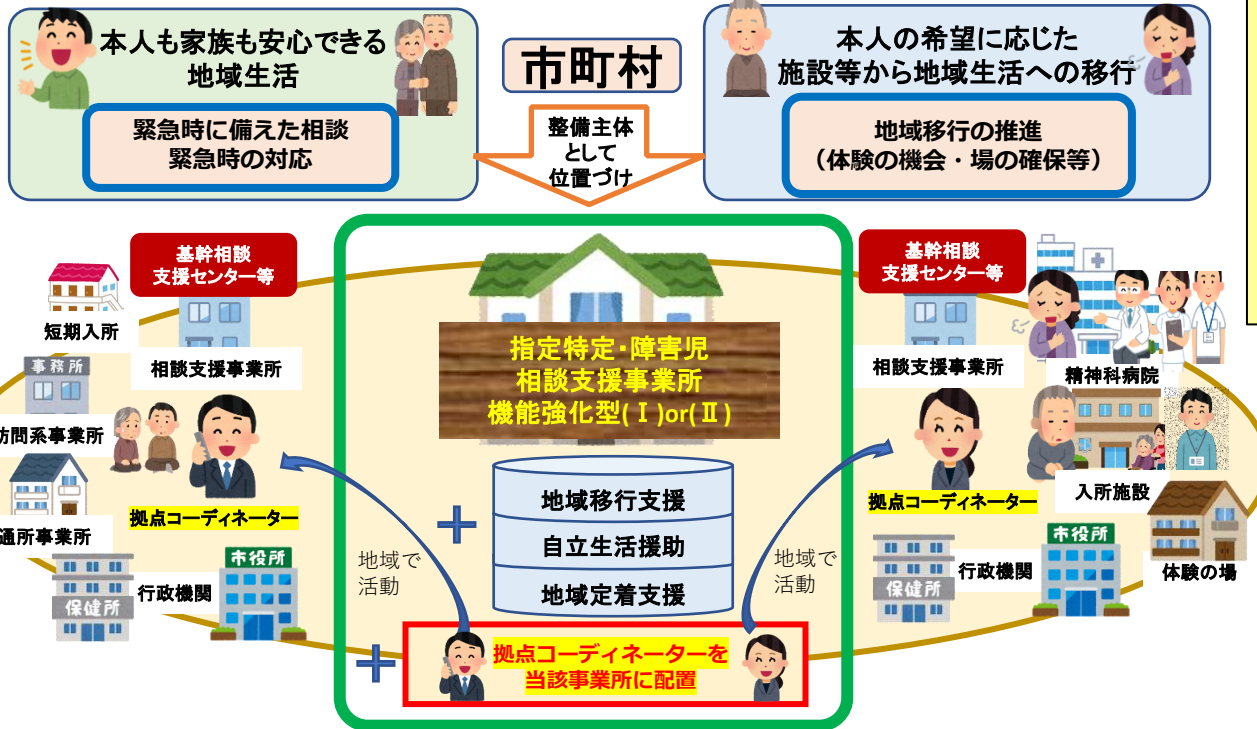 本人も家族も安心できる
地域生活
緊急時に備えた相談
緊急時の対応
市町村
整備主体
として
位置づけ
本人の希望に応じた
施設等から地域生活への移行
地域移行の推進
（体験の機会・場の確保等）
基幹相談
支援センター等
短期入所
相談支援事業所
事務所
訪問系事業所
通所事業所
拠点コーディネーター
保健所
行政機関
市役所
指定特定・障害児
相談支援事業所
機能強化型(Ⅰ)or(Ⅱ)
地域移行支援
自立生活援助
地域定着支援
地域で
活動
地域で
活動
拠点コーディネーターを
当該事業所に配置
基幹相談
支援センター等
相談支援事業所
精神科病院
拠点コーディネーター
入所施設
保健所
行政機関
市役所
体験の場